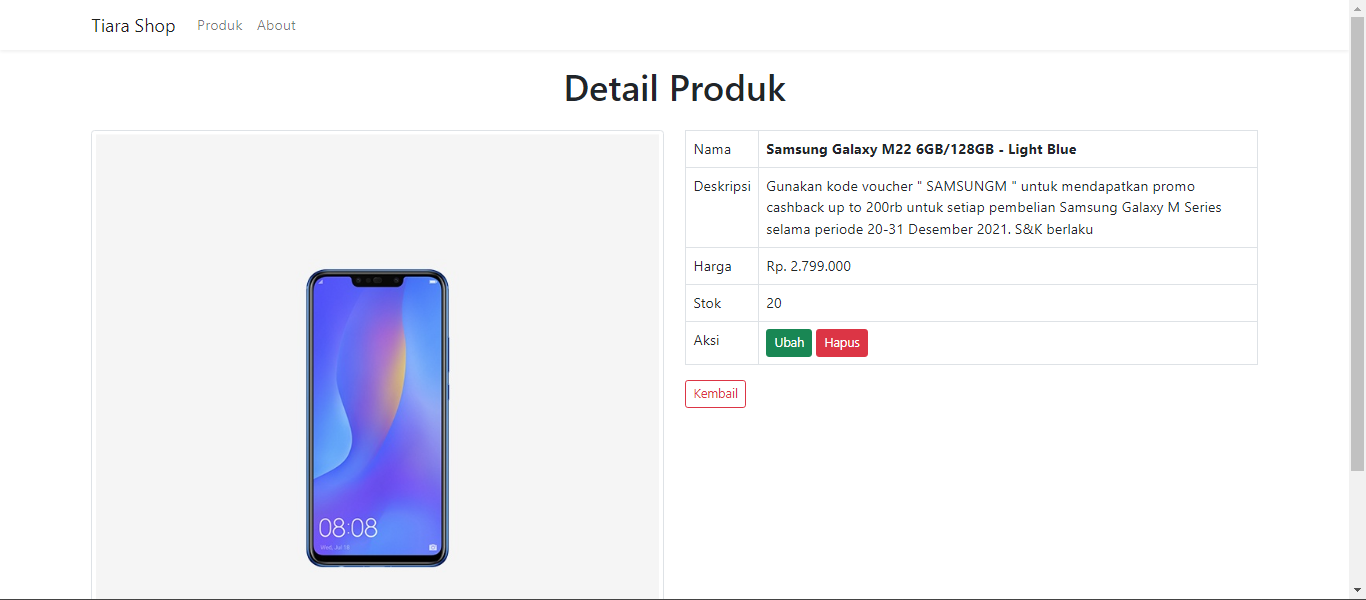 Tiara Shop Produk About
Detail Produk
Nama Samsung Galaxy M22 6GB/128GB - Light Blue
Deskripsi Gunakan kode voucher " SAMSUNGM " untuk mendapatkan promo
cashback up to 200rb untuk setiap pembelian Samsung Galaxy M Series
selama periode 20-31 Desember 2021. S&K berlaku
Harga Rp. 2.799.000
Stok 20
Aksi Ubah Hapus
Kembail
08:08
Wed, Jul 18